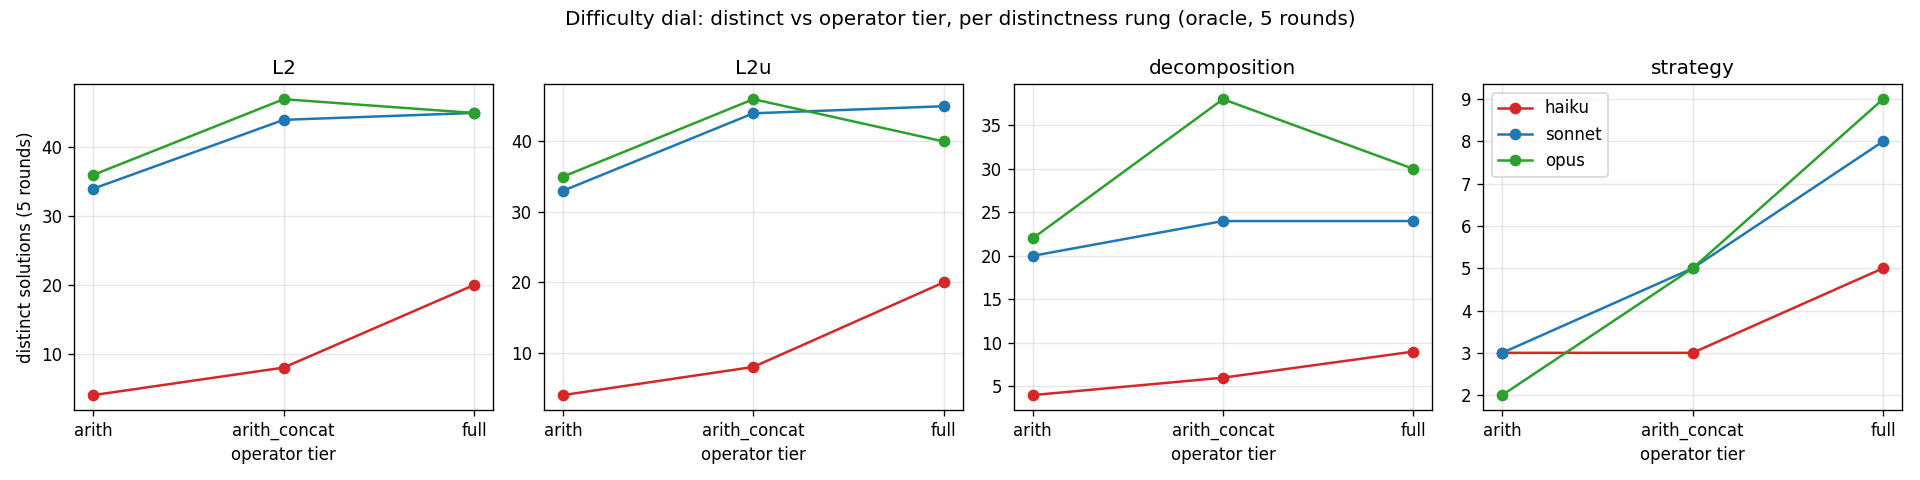 Difficulty dial: distinct vs operator tier, per distinctness rung (oracle, 5 rounds)
L2
distinct solutions (5 rounds)
40
30
20
10
arith
arith_concat
full
operator tier
L2u
40
30
20
10
arith
arith_concat
full
operator tier
decomposition
35
30
25
20
15
10
5
arith
arith_concat
full
operator tier
strategy
haiku
sonnet
opus
9
8
7
6
5
4
3
2
arith
arith_concat
full
operator tier